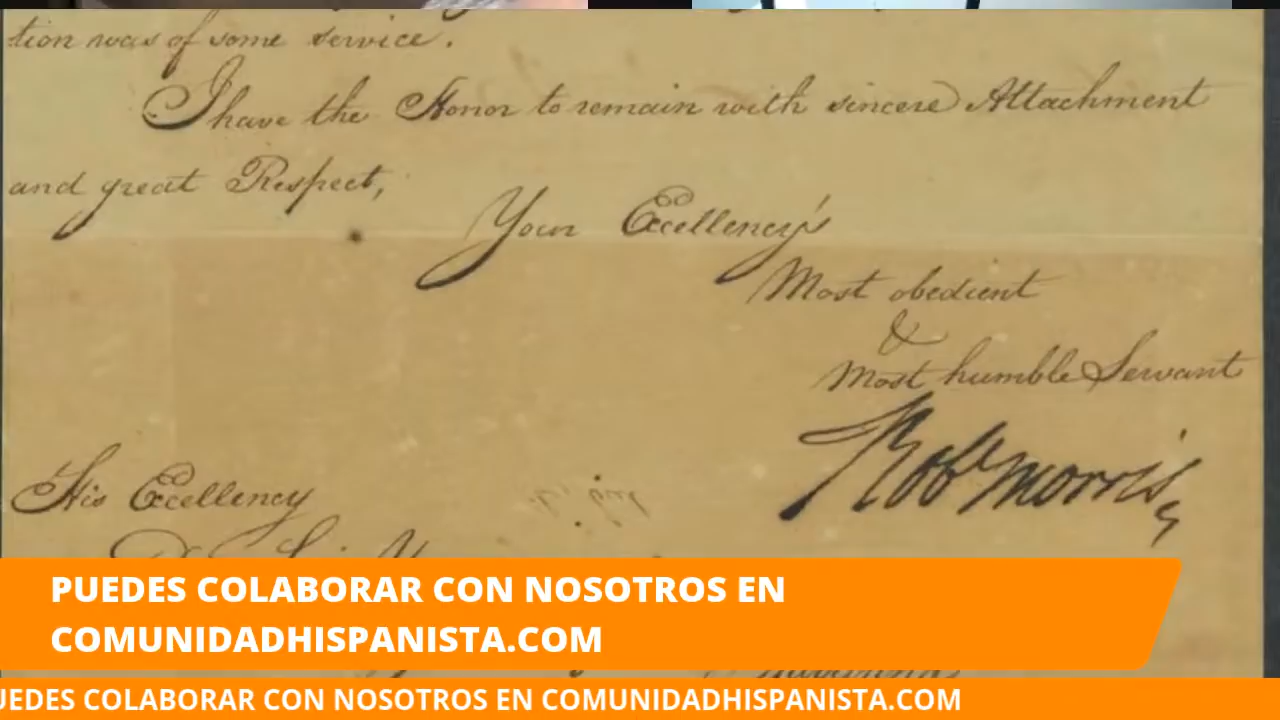 tion was of some service.
I have the Honor to remain with sincere Attachment
and great Respect,
Your Excellency's
Most obedient
&
Most humble Servant
Rob Morris
His Excellency
PUEDES COLABORAR CON NOSOTROS EN
COMUNIDADHISPANISTA.COM
UEDES COLABORAR CON NOSOTROS EN COMUNIDADHISPANISTA.COM